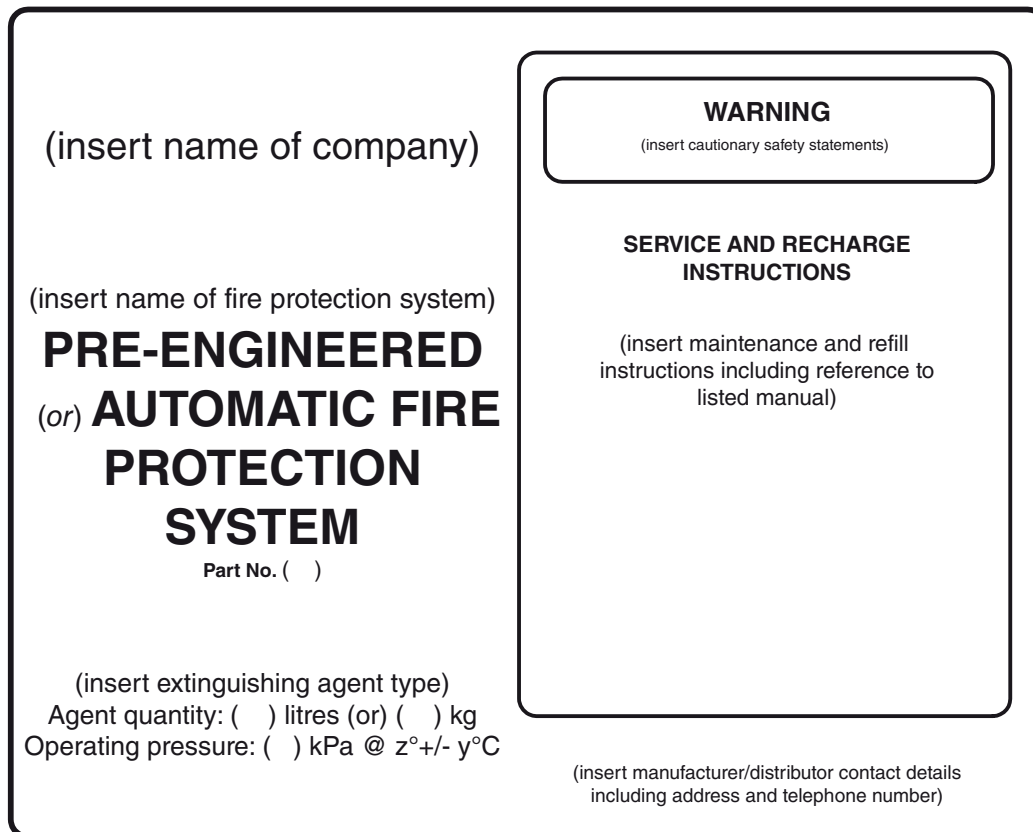 (insert name of company)
(insert name of fire protection system)
PRE-ENGINEERED
(or) AUTOMATIC FIRE
PROTECTION
SYSTEM
Part No. (   )
(insert extinguishing agent type)
Agent quantity: (   ) litres (or) (   ) kg
Operating pressure: (   ) kPa @ z°+/- y°C
WARNING
(insert cautionary safety statements)
SERVICE AND RECHARGE
INSTRUCTIONS
(insert maintenance and refill
instructions including reference to
listed manual)
(insert manufacturer/distributor contact details
including address and telephone number)